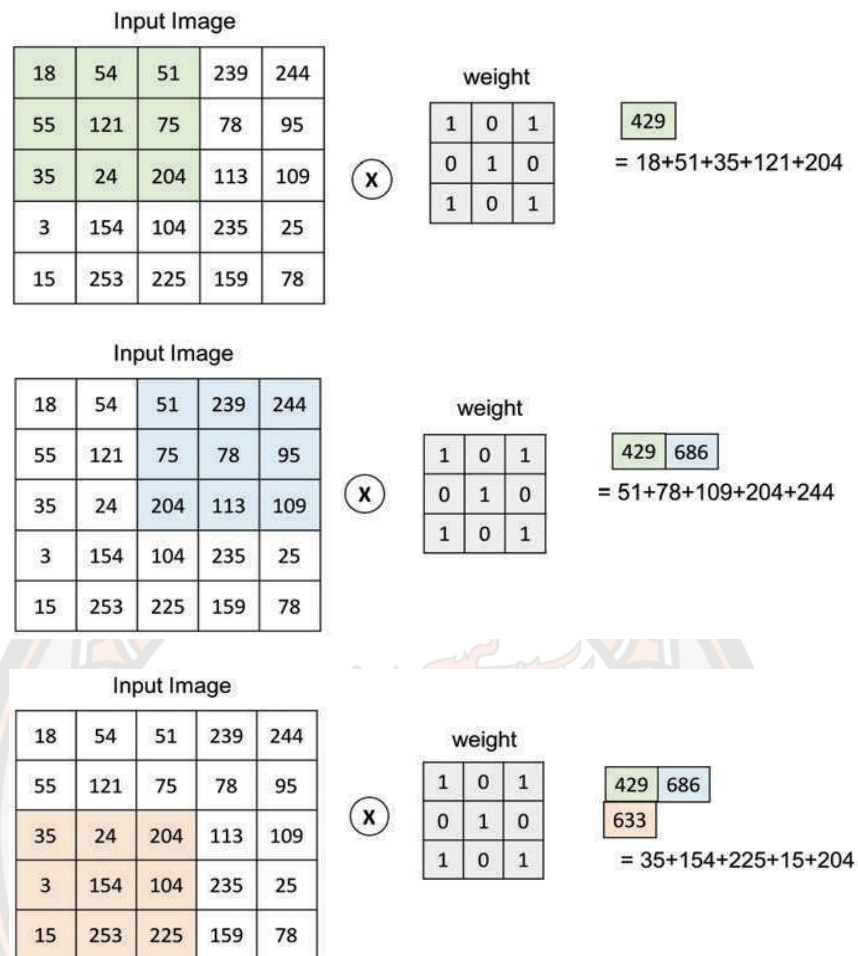 Input Image
18 54 51 239 244
55 121 75 78 95
35 24 204 113 109
3 154 104 235 25
15 253 225 159 78
X
weight
1 0 1
0 1 0
1 0 1
429
= 18+51+35+121+204
Input Image
18 54 51 239 244
55 121 75 78 95
35 24 204 113 109
3 154 104 235 25
15 253 225 159 78
X
weight
1 0 1
0 1 0
1 0 1
429 686
= 51+78+109+204+244
Input Image
18 54 51 239 244
55 121 75 78 95
35 24 204 113 109
3 154 104 235 25
15 253 225 159 78
X
weight
1 0 1
0 1 0
1 0 1
429 686
633
= 35+154+225+15+204